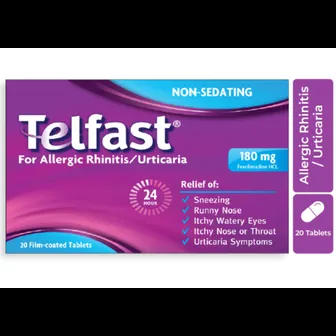 NON-SEDATING
Telfast®
For Allergic Rhinitis/Urticaria
180 mg
Fexofenadine HCL
24
HOUR
Relief of:
Sneezing
Runny Nose
Itchy Watery Eyes
Itchy Nose or Throat
Urticaria Symptoms
20 Film-coated Tablets
Allergic Rhinitis
/ Urticaria
20 Tablets